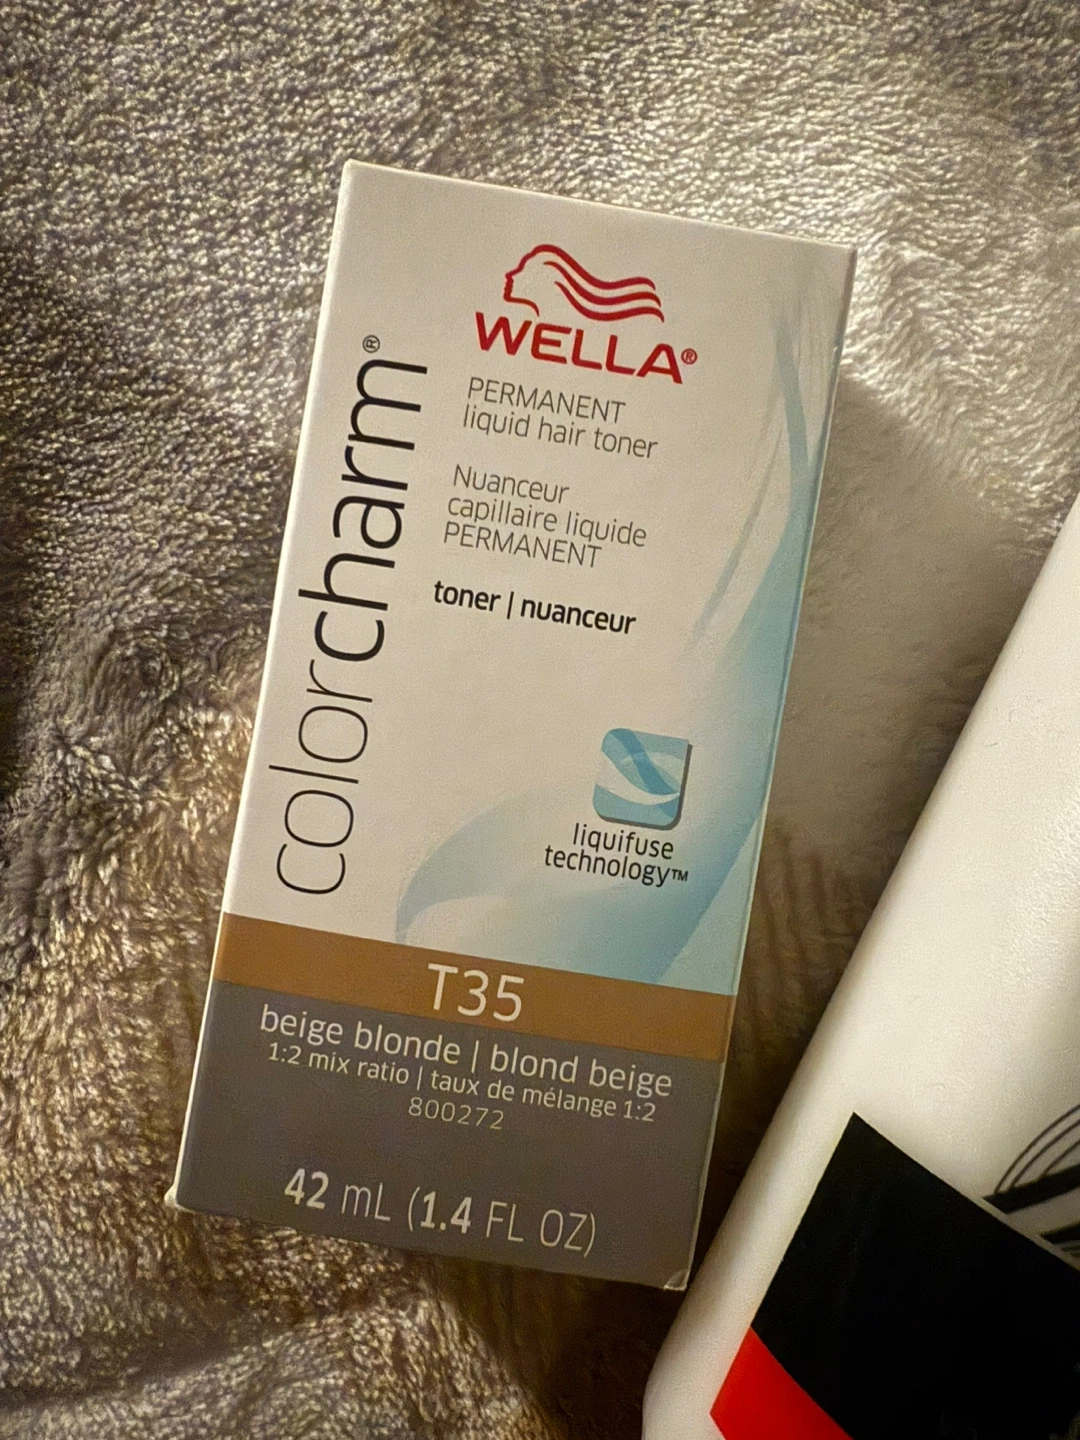 WELLA®
PERMANENT
liquid hair toner
Nuanceur
capillaire liquide
PERMANENT
toner | nuanceur
colorcharm®
liquifuse
technology™
T35
beige blonde | blond beige
1:2 mix ratio | taux de mélange 1:2
800272
42 mL (1.4 FL OZ)